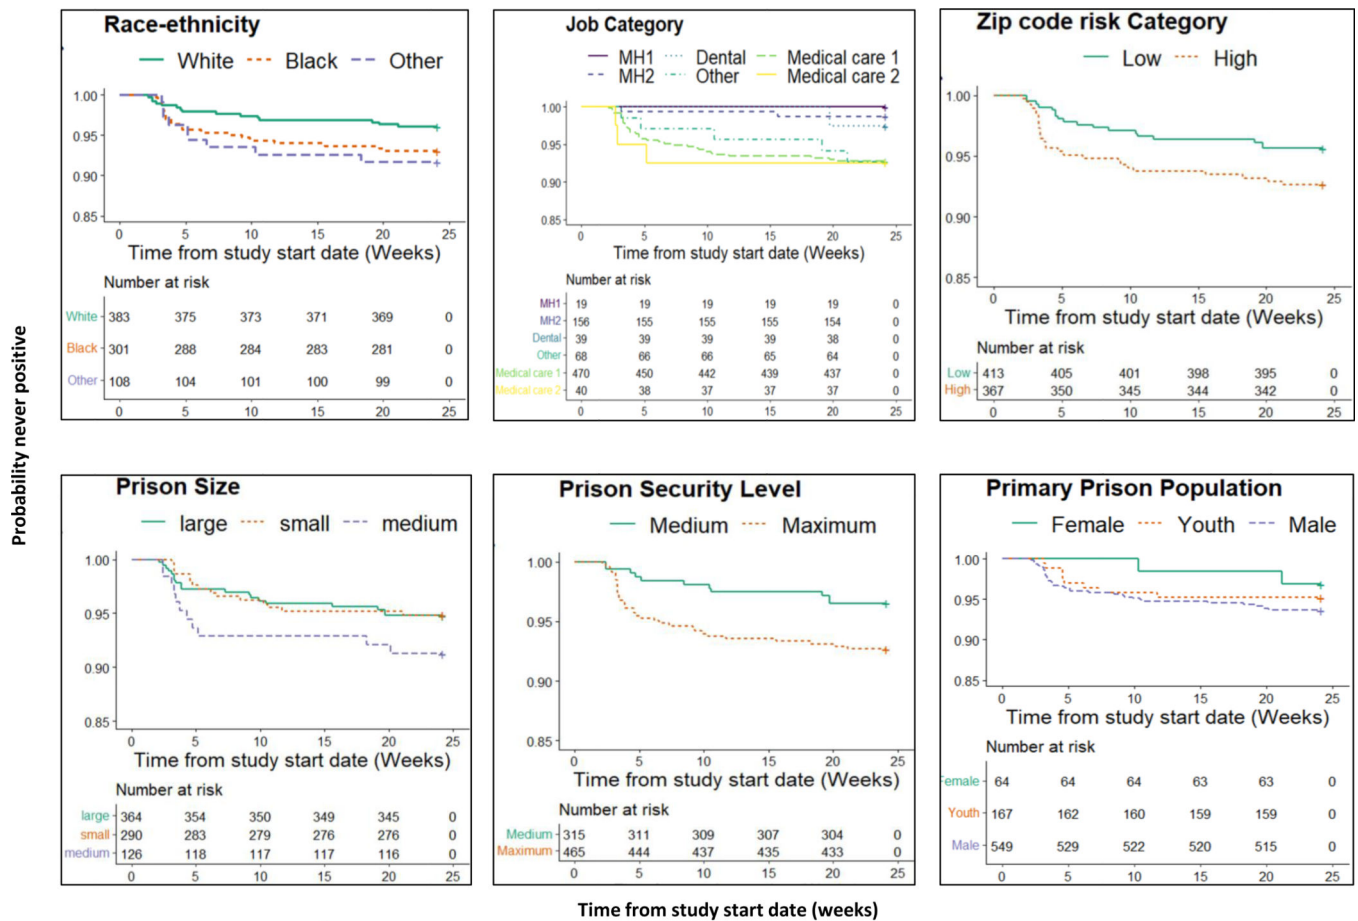 Race-ethnicity
White Black Other
1.00
0.95
0.90
0.85
0 5 10 15 20 25
Time from study start date (Weeks)
Number at risk
White 383 375 373 371 369 0
Black 301 288 284 283 281 0
Other 108 104 101 100 99 0
0 5 10 15 20 25
Job Category
MH1 Dental Medical care 1
MH2 Other Medical care 2
1.00
0.95
0.90
0.85
0 5 10 15 20 25
Time from study start date (Weeks)
Number at risk
MH1 19 19 19 19 19 0
MH2 156 155 155 155 154 0
Dental 39 39 39 39 38 0
Other 68 66 66 65 64 0
Medical care 1 470 450 442 439 437 0
Medical care 2 40 38 37 37 37 0
0 5 10 15 20 25
Zip code risk Category
Low High
1.00
0.95
0.90
0.85
0 5 10 15 20 25
Time from study start date (Weeks)
Number at risk
Low 413 405 401 398 395 0
High 367 350 345 344 342 0
0 5 10 15 20 25
Probability never positive
Prison Size
large small medium
1.00
0.95
0.90
0.85
0 5 10 15 20 25
Time from study start date (Weeks)
Number at risk
large 364 354 350 349 345 0
small 290 283 279 276 276 0
medium 126 118 117 117 116 0
0 5 10 15 20 25
Prison Security Level
Medium Maximum
1.00
0.95
0.90
0.85
0 5 10 15 20 25
Time from study start date (Weeks)
Number at risk
Medium 315 311 309 307 304 0
Maximum 465 444 437 435 433 0
0 5 10 15 20 25
Primary Prison Population
Female Youth Male
1.00
0.95
0.90
0.85
0 5 10 15 20 25
Time from study start date (Weeks)
Number at risk
Female 64 64 64 63 63 0
Youth 167 162 160 159 159 0
Male 549 529 522 520 515 0
0 5 10 15 20 25
Time from study start date (weeks)